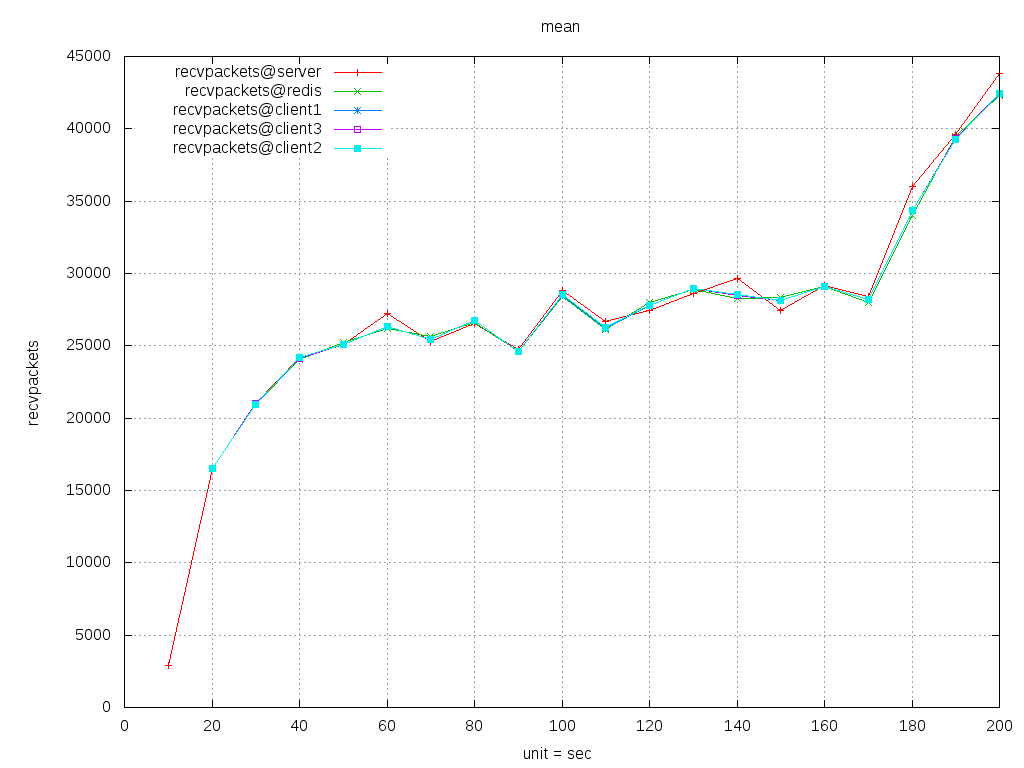 mean
45000
40000
35000
30000
25000
20000
15000
10000
5000
0
recvpackets
recvpackets@server
recvpackets@redis
recvpackets@client1
recvpackets@client3
recvpackets@client2
0 20 40 60 80 100 120 140 160 180 200
unit = sec